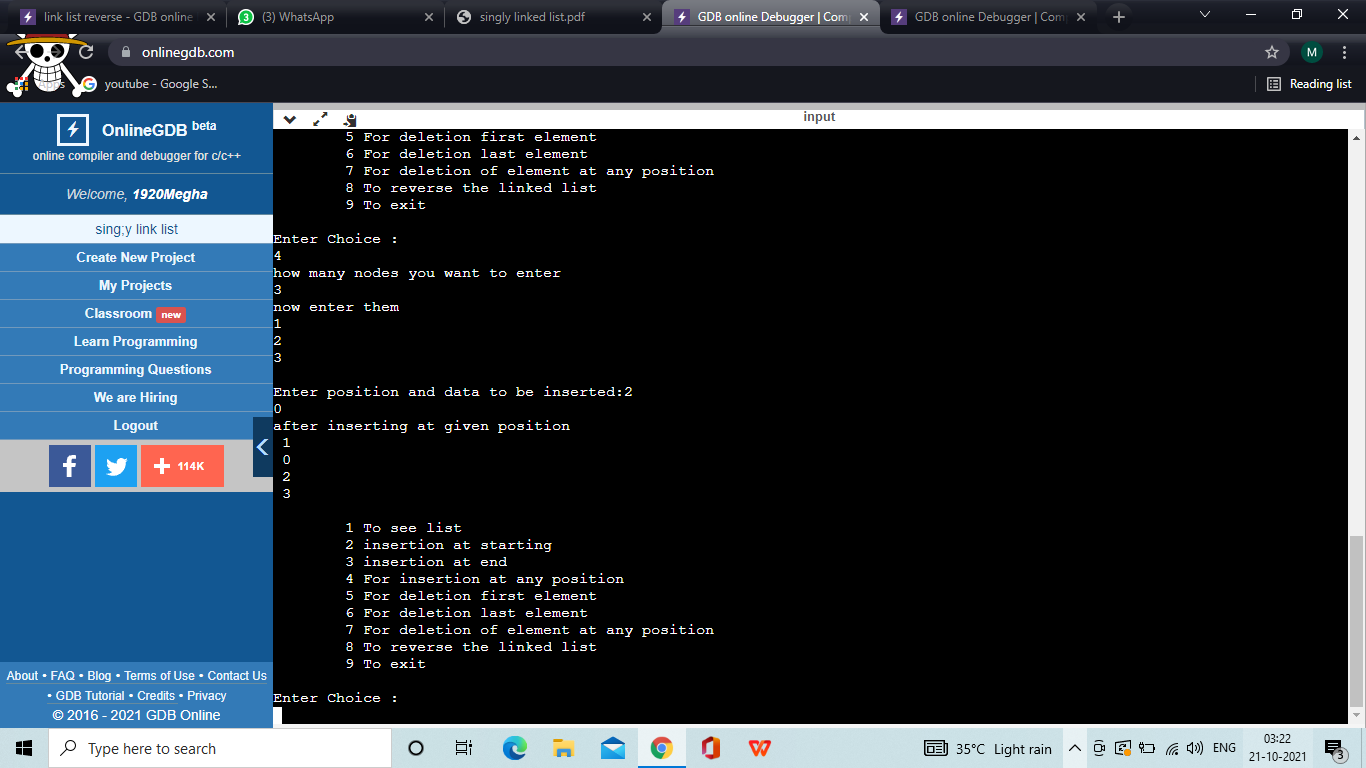 link list reverse - GDB online
(3) WhatsApp
singly linked list.pdf
GDB online Debugger | Com
GDB online Debugger | Com
onlinegdb.com
M
youtube - Google S...
Reading list
OnlineGDB beta
online compiler and debugger for c/c++
Welcome, 1920Megha
sing;y link list
Create New Project
My Projects
Classroom new
Learn Programming
Programming Questions
We are Hiring
Logout
f
+ 114K
About • FAQ • Blog • Terms of Use • Contact Us
• GDB Tutorial • Credits • Privacy
© 2016 - 2021 GDB Online
input
5 For deletion first element
6 For deletion last element
7 For deletion of element at any position
8 To reverse the linked list
9 To exit
Enter Choice :
4
how many nodes you want to enter
3
now enter them
1
2
3
Enter position and data to be inserted:2
0
after inserting at given position
1
0
2
3
1 To see list
2 insertion at starting
3 insertion at end
4 For insertion at any position
5 For deletion first element
6 For deletion last element
7 For deletion of element at any position
8 To reverse the linked list
9 To exit
Enter Choice :
Type here to search
35°C Light rain
ENG
03:22
21-10-2021
3